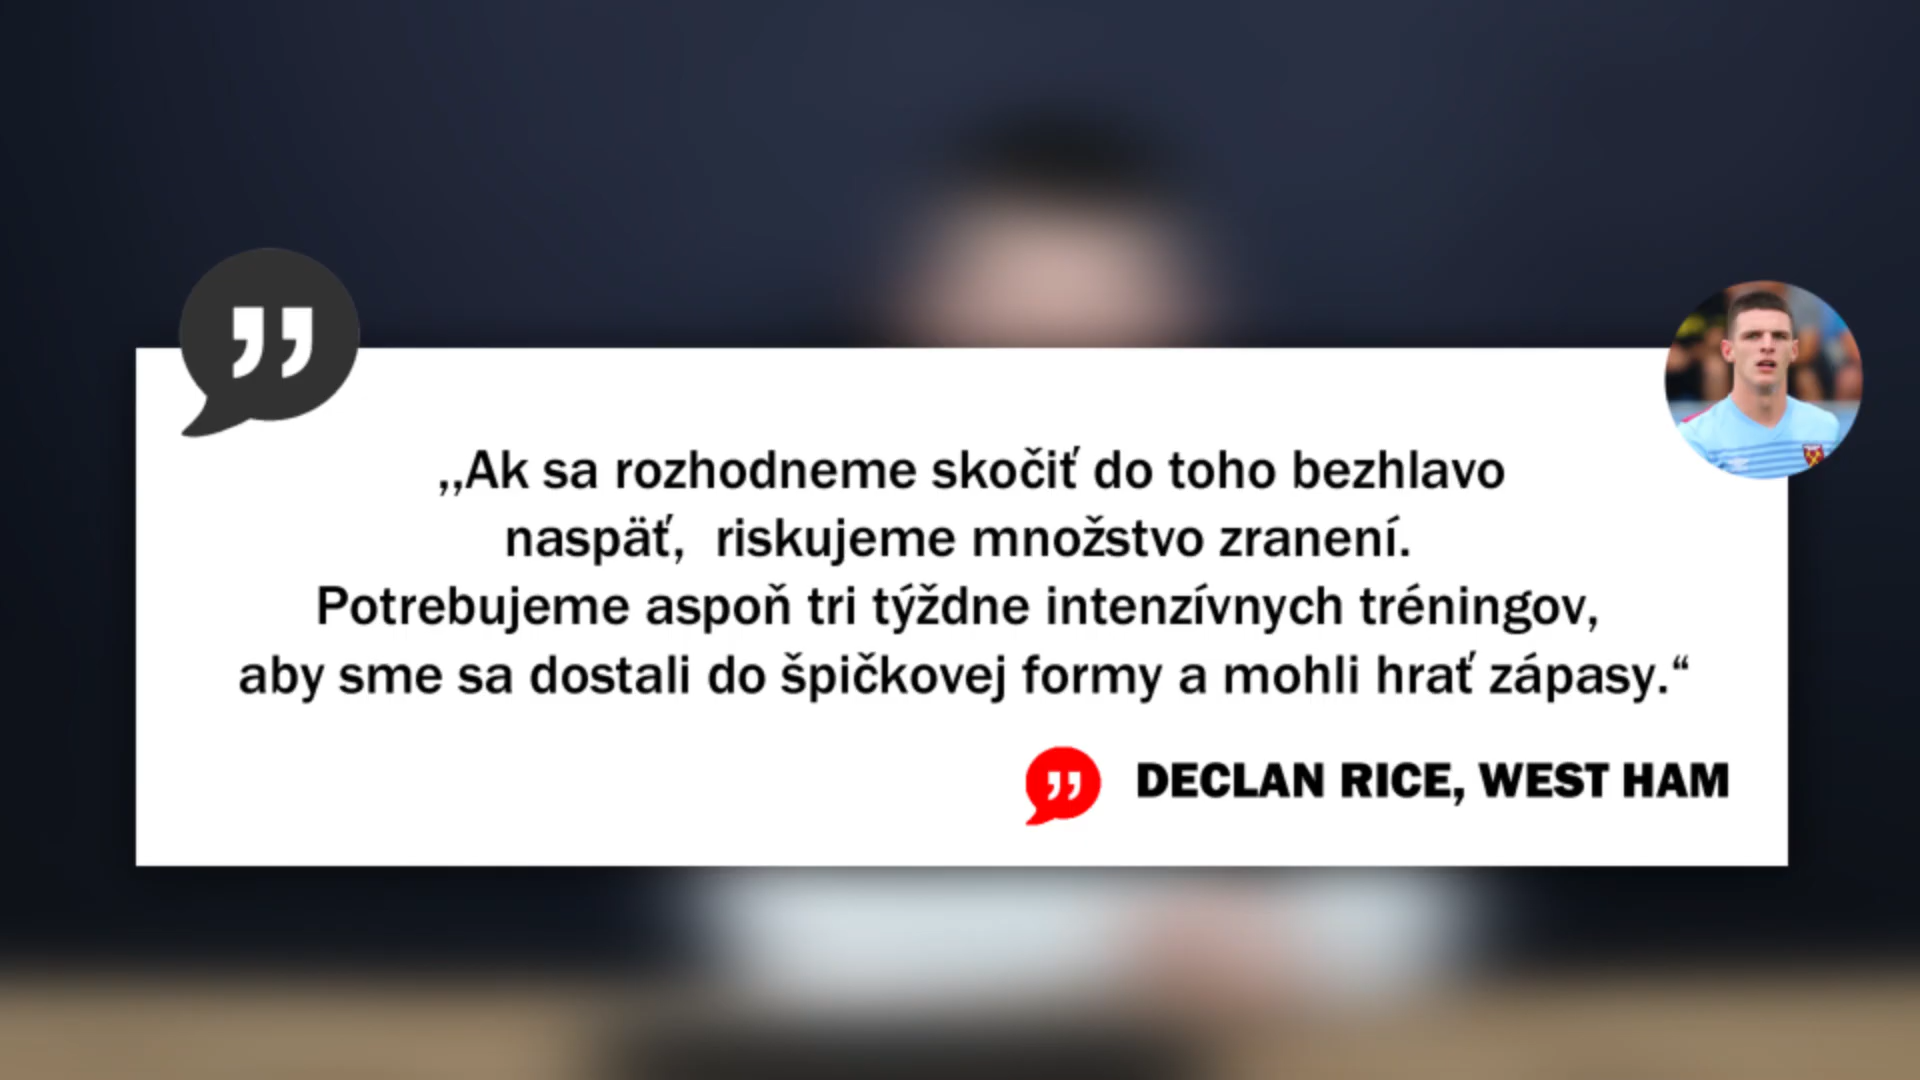 ,,Ak sa rozhodneme skočiť do toho bezhlavo
naspäť,  riskujeme množstvo zranení.
Potrebujeme aspoň tri týždne intenzívnych tréningov,
aby sme sa dostali do špičkovej formy a mohli hrať zápasy.“
DECLAN RICE, WEST HAM